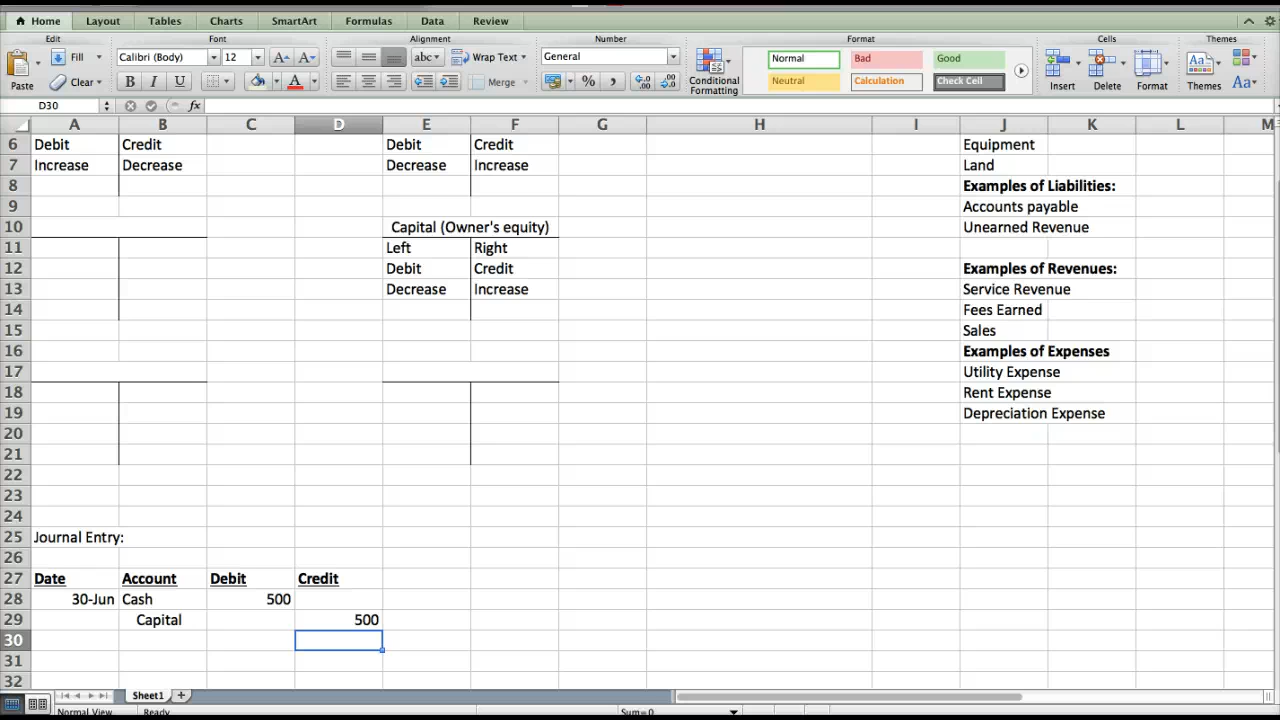 Home Layout Tables Charts SmartArt Formulas Data Review
Edit Font Alignment Number Format Cells Themes
Fill Calibri (Body) 12 A A abc Wrap Text General Normal Bad Good
Paste Clear B I U A Merge % Conditional Formatting Neutral Calculation Check Cell Insert Delete Format Themes Aa
D30 fx
A B C D E F G H I J K L M
6 Debit Credit Debit Credit Equipment
7 Increase Decrease Decrease Increase Land
8 Examples of Liabilities:
9 Accounts payable
10 Capital (Owner's equity) Unearned Revenue
11 Left Right
12 Debit Credit Examples of Revenues:
13 Decrease Increase Service Revenue
14 Fees Earned
15 Sales
16 Examples of Expenses
17 Utility Expense
18 Rent Expense
19 Depreciation Expense
20
21
22
23
24
25 Journal Entry:
26
27 Date Account Debit Credit
28 30-Jun Cash 500
29 Capital 500
30
31
32
Sheet1
Normal View Ready Sum=0